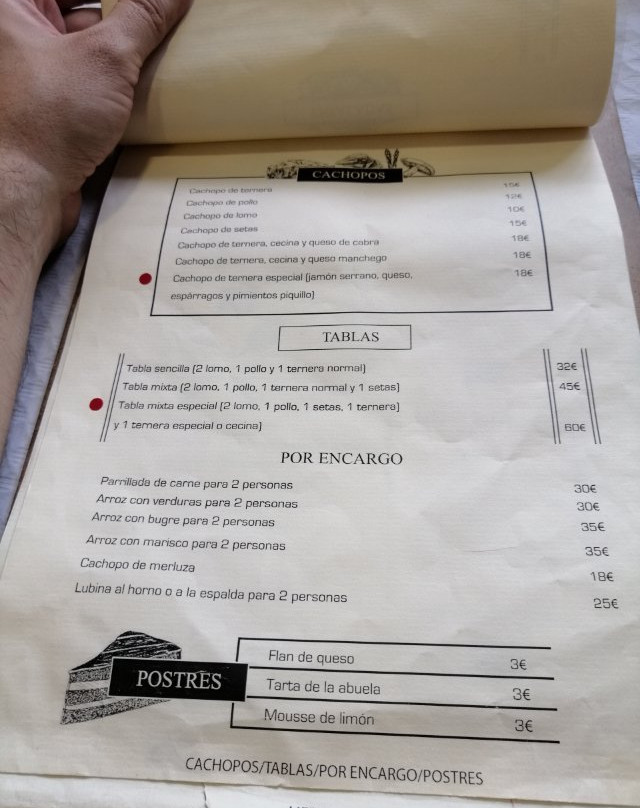 CACHOPOS
Cachopo de ternera 15€
Cachopo de pollo 12€
Cachopo de lomo 10€
Cachopo de setas 15€
Cachopo de ternera, cecina y queso de cabra 18€
Cachopo de ternera, cecina y queso manchego 18€
Cachopo de ternera especial (jamón serrano, queso, 18€
espárragos y pimientos piquillo)
TABLAS
Tabla sencilla (2 lomo, 1 pollo y 1 ternera normal) 32€
Tabla mixta (2 lomo, 1 pollo, 1 ternera normal y 1 setas) 45€
Tabla mixta especial (2 lomo, 1 pollo, 1 setas, 1 ternera)
y 1 ternera especial o cecina) 60€
POR ENCARGO
Parrillada de carne para 2 personas 30€
Arroz con verduras para 2 personas 30€
Arroz con bugre para 2 personas 35€
Arroz con marisco para 2 personas 35€
Cachopo de merluza 18€
Lubina al horno o a la espalda para 2 personas 25€
POSTRES
Flan de queso 3€
Tarta de la abuela 3€
Mousse de limón 3€
CACHOPOS/TABLAS/POR ENCARGO/POSTRES